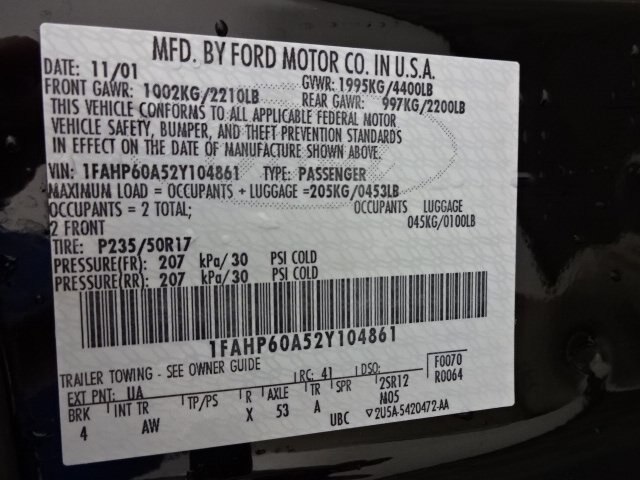 MFD. BY FORD MOTOR CO. IN U.S.A.
DATE: 11/01 GVWR: 1995KG/4400LB
FRONT GAWR: 1002KG/2210LB REAR GAWR: 997KG/2200LB
THIS VEHICLE CONFORMS TO ALL APPLICABLE FEDERAL MOTOR
VEHICLE SAFETY, BUMPER, AND THEFT PREVENTION STANDARDS
IN EFFECT ON THE DATE OF MANUFACTURE SHOWN ABOVE.
VIN: 1FAHP60A52Y104861 TYPE: PASSENGER
MAXIMUM LOAD = OCCUPANTS + LUGGAGE =205KG/0453LB
OCCUPANTS = 2 TOTAL; OCCUPANTS LUGGAGE
2 FRONT 045KG/0100LB
TIRE: P235/50R17
PRESSURE(FR): 207 kPa/30 PSI COLD
PRESSURE(RR): 207 kPa/30 PSI COLD
1FAHP60A52Y104861
TRAILER TOWING - SEE OWNER GUIDE
EXT PNT: UA RC: 41 DSO: F0070
BRK INT TR TP/PS R AXLE TR SPR 2SR12 R0064
4 AW X 53 A M05
UBC 2U5A-5420472-AA